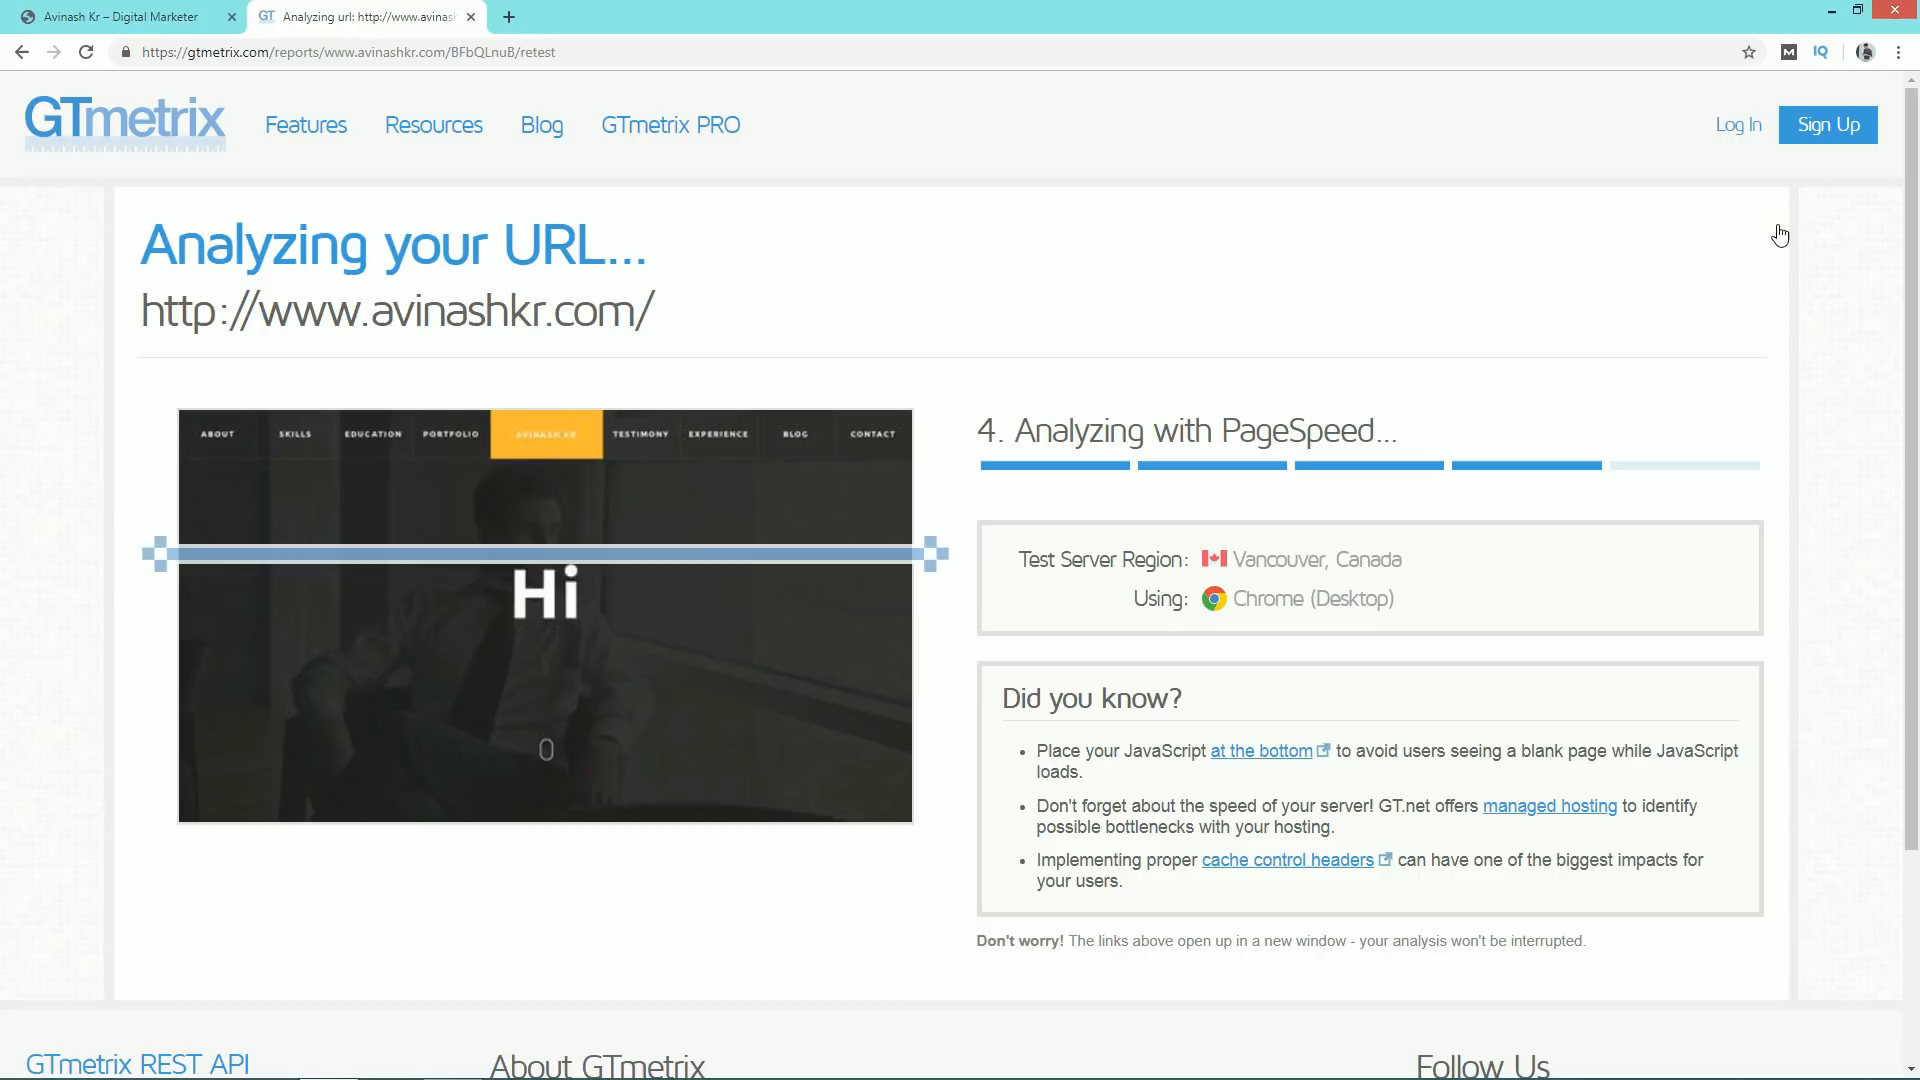 Avinash Kr – Digital Marketer
GT Analyzing url: http://www.avinas
https://gtmetrix.com/reports/www.avinashkr.com/BFbQLnuB/retest
M IQ
GTmetrix
Features Resources Blog GTmetrix PRO
Log In Sign Up
Analyzing your URL...
http://www.avinashkr.com/
ABOUT SKILLS EDUCATION PORTFOLIO AVINASH KR TESTIMONY EXPERIENCE BLOG CONTACT
Hi
4. Analyzing with PageSpeed...
Test Server Region: Vancouver, Canada
Using: Chrome (Desktop)
Did you know?
• Place your JavaScript at the bottom to avoid users seeing a blank page while JavaScript
loads.
• Don't forget about the speed of your server! GT.net offers managed hosting to identify
possible bottlenecks with your hosting.
• Implementing proper cache control headers can have one of the biggest impacts for
your users.
Don't worry! The links above open up in a new window - your analysis won't be interrupted.
GTmetrix REST API About GTmetrix Follow Us